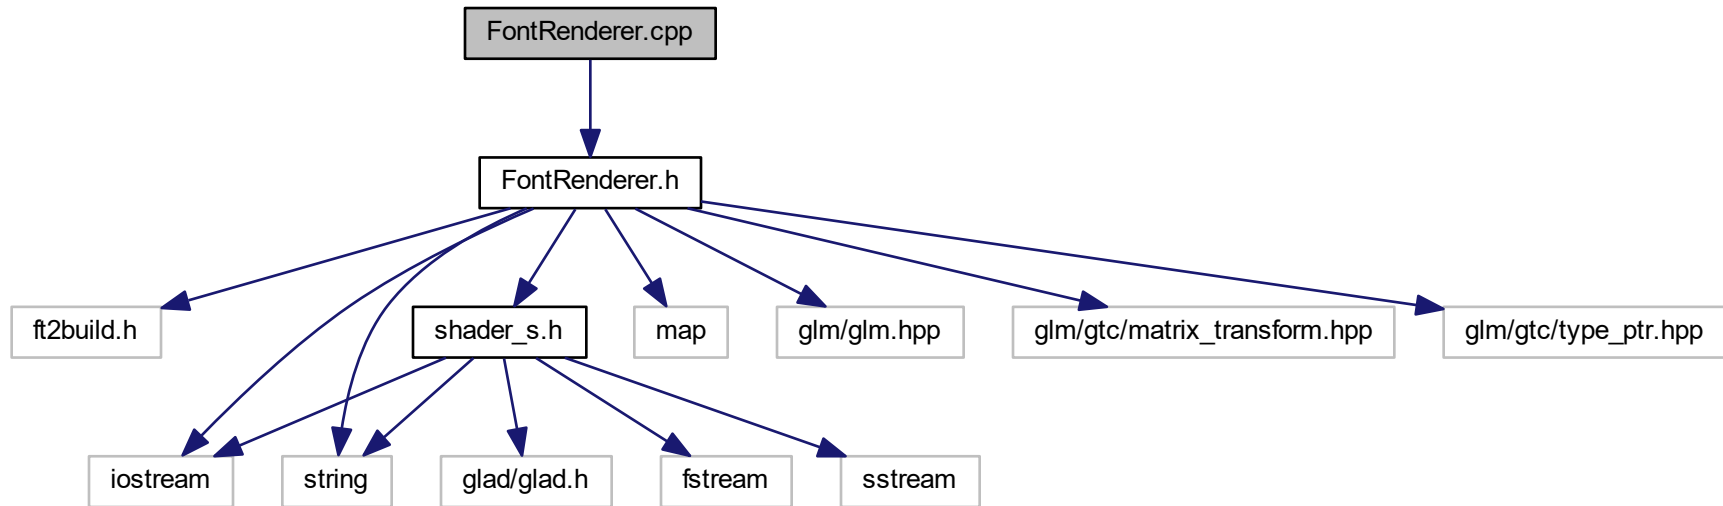 FontRenderer.cpp
FontRenderer.h
ft2build.h
shader_s.h
map
glm/glm.hpp
glm/gtc/matrix_transform.hpp
glm/gtc/type_ptr.hpp
iostream
string
glad/glad.h
fstream
sstream